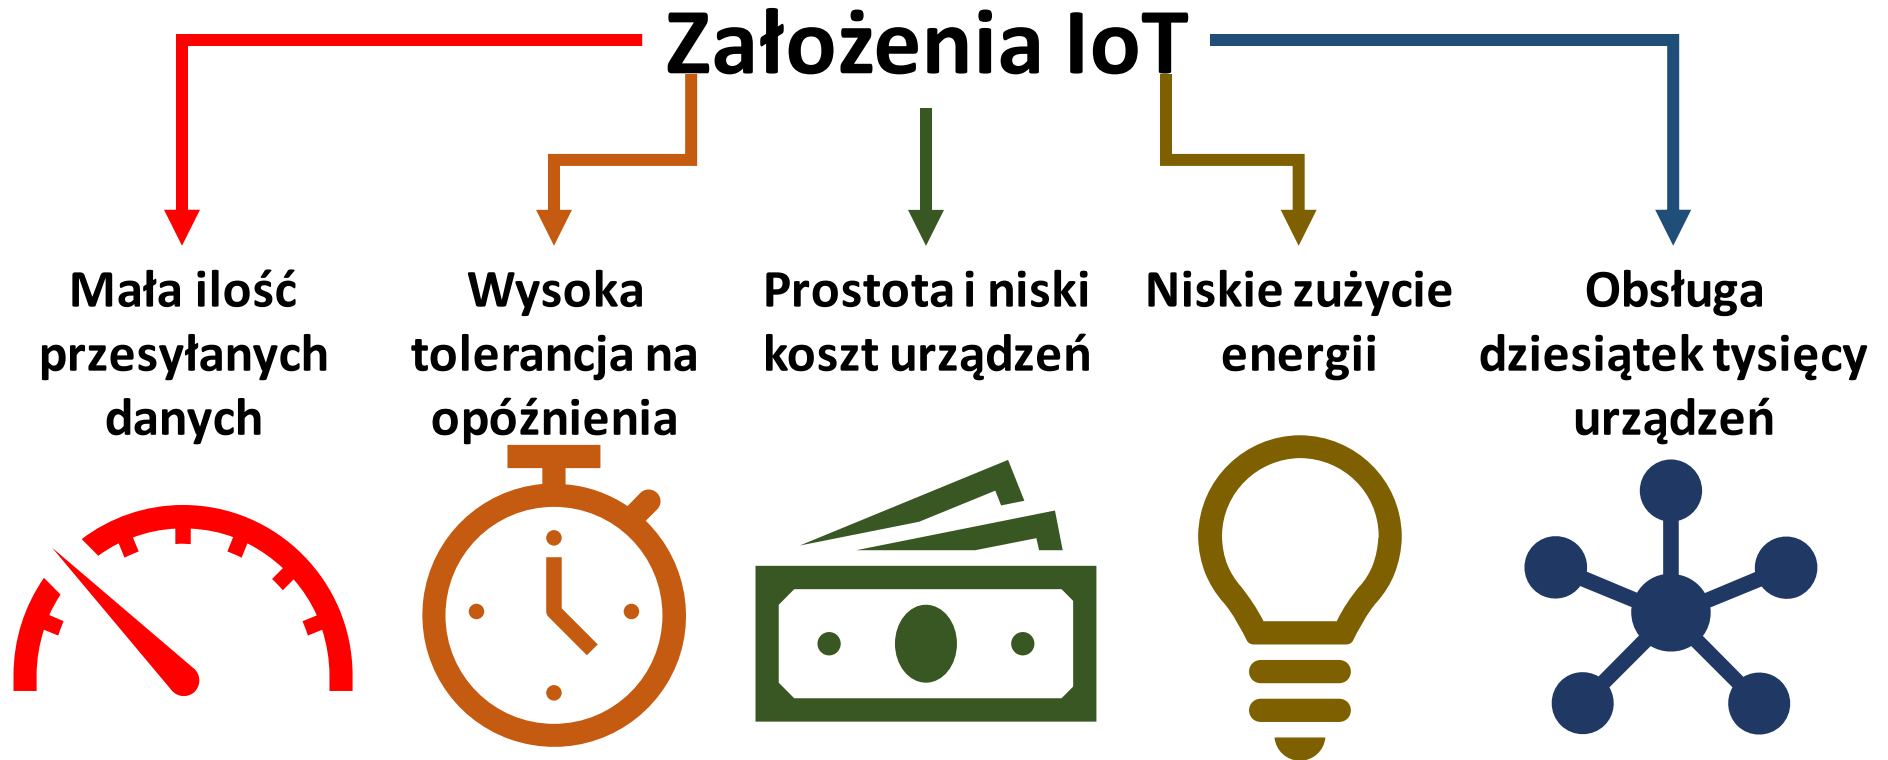 Założenia IoT
Mała ilość
przesyłanych
danych
Wysoka
tolerancja na
opóźnienia
Prostota i niski
koszt urządzeń
Niskie zużycie
energii
Obsługa
dziesiątek tysięcy
urządzeń